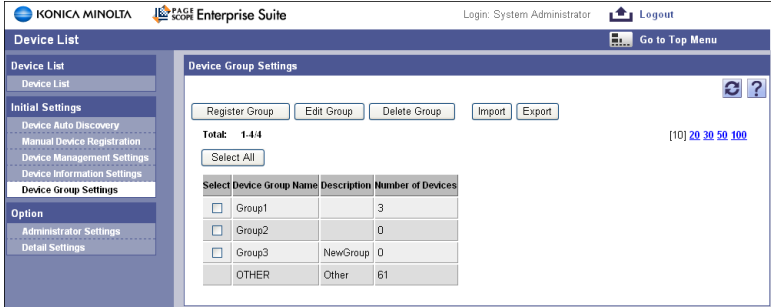 KONICA MINOLTA PAGE SCOPE Enterprise Suite Login: System Administrator Logout
Device List Go to Top Menu
Device List
Device List
Initial Settings
Device Auto Discovery
Manual Device Registration
Device Management Settings
Device Information Settings
Device Group Settings
Option
Administrator Settings
Detail Settings
Device Group Settings
?
Register Group Edit Group Delete Group Import Export
Total: 1-4/4 [10] 20 30 50 100
Select All
Select Device Group Name Description Number of Devices
Group1 3
Group2 0
Group3 NewGroup 0
OTHER Other 61